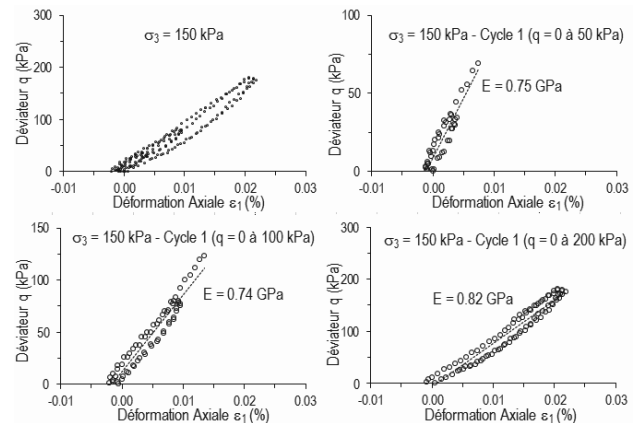 300
200
100
0
Déviateur q (kPa)
σ3 = 150 kPa
-0.01 0.00 0.01 0.02 0.03
Déformation Axiale ε1 (%)
100
50
0
Déviateur q (kPa)
σ3 = 150 kPa - Cycle 1 (q = 0 à 50 kPa)
E = 0.75 GPa
-0.01 0.00 0.01 0.02 0.03
Déformation Axiale ε1 (%)
150
100
50
0
Déviateur q (kPa)
σ3 = 150 kPa - Cycle 1 (q = 0 à 100 kPa)
E = 0.74 GPa
-0.01 0.00 0.01 0.02 0.03
Déformation Axiale ε1 (%)
300
200
100
0
Déviateur q (kPa)
σ3 = 150 kPa - Cycle 1 (q = 0 à 200 kPa)
E = 0.82 GPa
-0.01 0.00 0.01 0.02 0.03
Déformation Axiale ε1 (%)